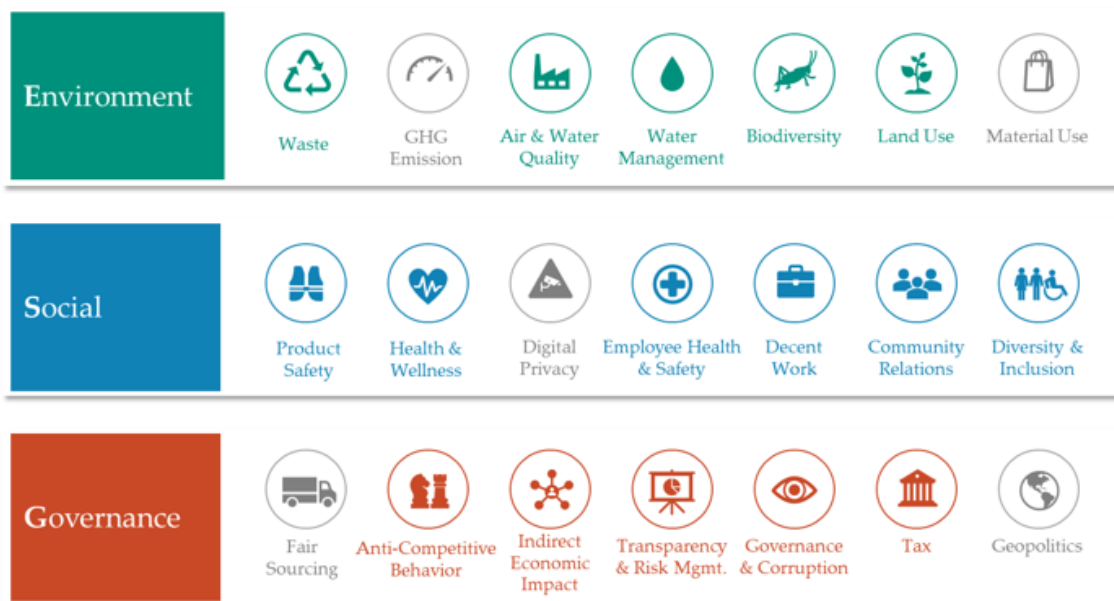 Environment
Waste
GHG
Emission
Air & Water
Quality
Water
Management
Biodiversity
Land Use
Material Use
Social
Product
Safety
Health &
Wellness
Digital
Privacy
Employee Health
& Safety
Decent
Work
Community
Relations
Diversity &
Inclusion
Governance
Fair
Sourcing
Anti-Competitive
Behavior
Indirect
Economic
Impact
Transparency
& Risk Mgmt.
Governance
& Corruption
Tax
Geopolitics